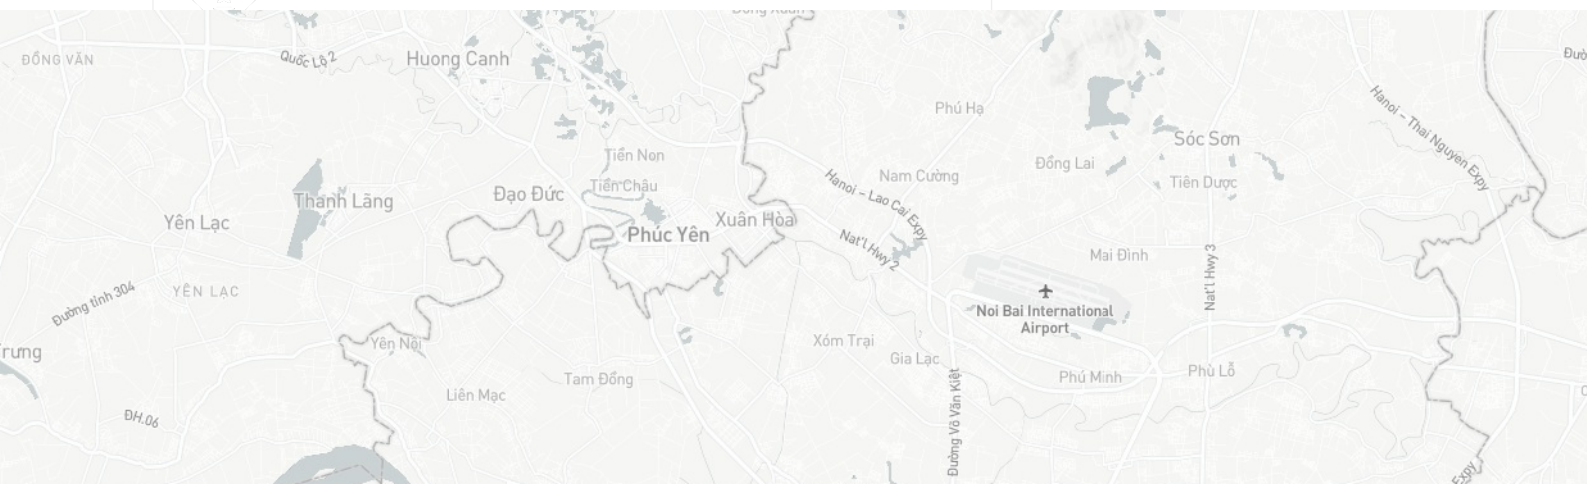 ĐỒNG VĂN
Quốc Lộ 2
Huong Canh
Phú Hạ
Hanoi - Thai Nguyen Expy
Sóc Sơn
Tiền Non
Đồng Lai
Nam Cường
Tiên Dược
Tiền Châu
Đạo Đức
Thanh Lãng
Hanoi - Lao Cai Expy
Yên Lạc
Xuân Hòa
Phúc Yên
Nat'l Hwy 2
Mai Đình
Nat'l Hwy 3
YÊN LẠC
Đường tỉnh 304
Noi Bai International
Airport
Yên Nội
Xóm Trại
Gia Lạc
Phú Minh
Phù Lỗ
Tam Đồng
Liên Mạc
ĐH.06
Đường Võ Văn Kiệt
Expy